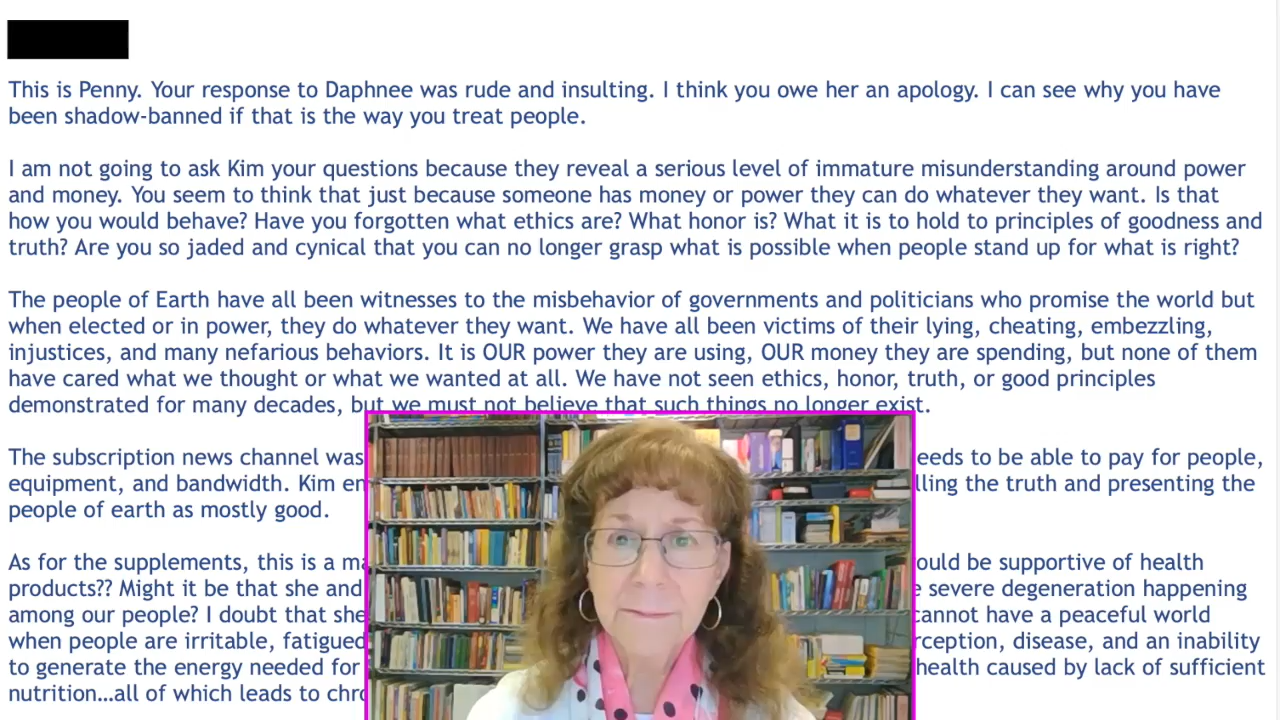 This is Penny. Your response to Daphnee was rude and insulting. I think you owe her an apology. I can see why you have
been shadow-banned if that is the way you treat people.
I am not going to ask Kim your questions because they reveal a serious level of immature misunderstanding around power
and money. You seem to think that just because someone has money or power they can do whatever they want. Is that
how you would behave? Have you forgotten what ethics are? What honor is? What it is to hold to principles of goodness and
truth? Are you so jaded and cynical that you can no longer grasp what is possible when people stand up for what is right?
The people of Earth have all been witnesses to the misbehavior of governments and politicians who promise the world but
when elected or in power, they do whatever they want. We have all been victims of their lying, cheating, embezzling,
injustices, and many nefarious behaviors. It is OUR power they are using, OUR money they are spending, but none of them
have cared what we thought or what we wanted at all. We have not seen ethics, honor, truth, or good principles
demonstrated for many decades, but we must not believe that such things no longer exist.
The subscription news channel was needs to be able to pay for people,
equipment, and bandwidth. Kim the truth and presenting the
people of earth as mostly good.
As for the supplements, this is a be supportive of health
products?? Might it be that she and severe degeneration happening
among our people? I doubt that cannot have a peaceful world
when people are irritable, fatigued disease, and an inability
to generate the energy needed for health caused by lack of sufficient
nutrition…all of which leads to